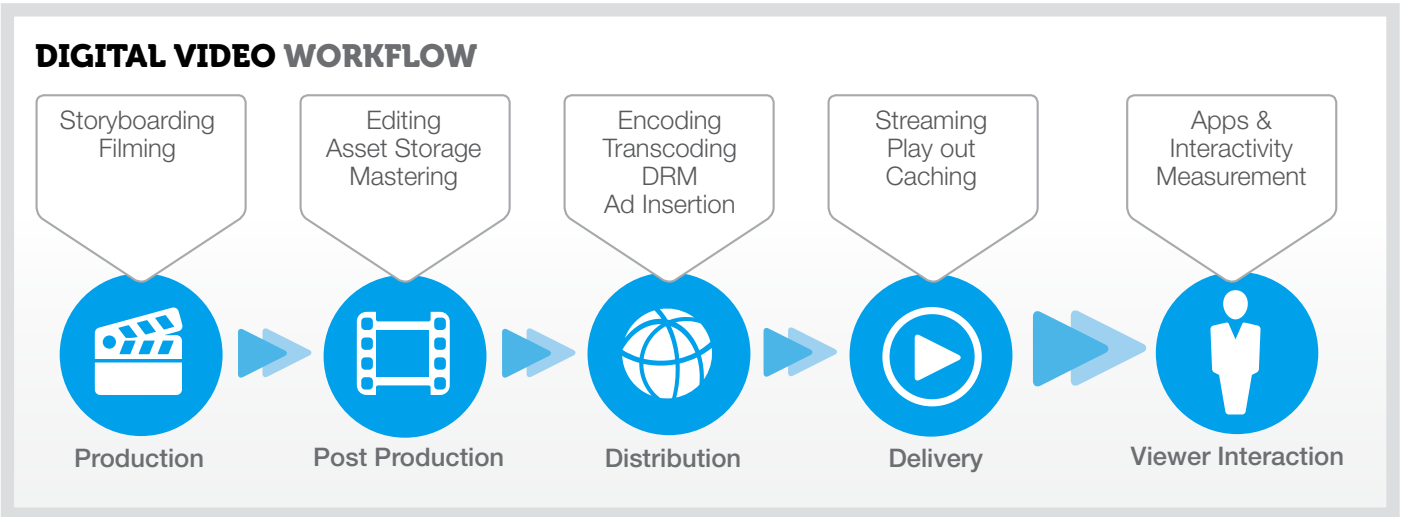 DIGITAL VIDEO WORKFLOW
Storyboarding
Filming
Editing
Asset Storage
Mastering
Encoding
Transcoding
DRM
Ad Insertion
Streaming
Play out
Caching
Apps &
Interactivity
Measurement
Production
Post Production
Distribution
Delivery
Viewer Interaction